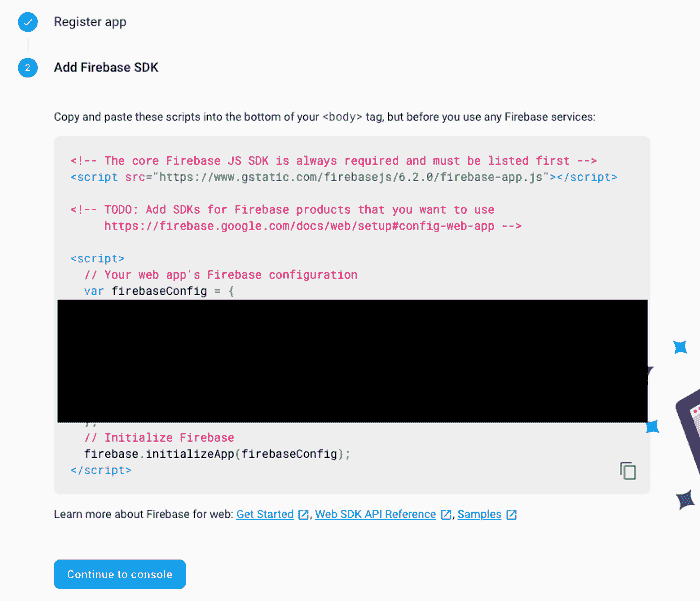 Register app
2
Add Firebase SDK
Copy and paste these scripts into the bottom of your <body> tag, but before you use any Firebase services:
<!-- The core Firebase JS SDK is always required and must be listed first -->
<script src="https://www.gstatic.com/firebasejs/6.2.0/firebase-app.js"></script>
<!-- TODO: Add SDKs for Firebase products that you want to use
https://firebase.google.com/docs/web/setup#config-web-app -->
<script>
// Your web app's Firebase configuration
var firebaseConfig = {
};
// Initialize Firebase
firebase.initializeApp(firebaseConfig);
</script>
Learn more about Firebase for web: Get Started, Web SDK API Reference, Samples
Continue to console